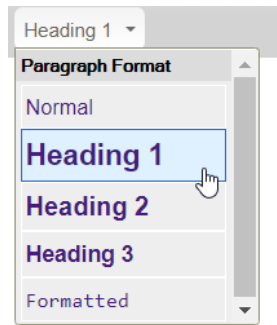 Heading 1
Paragraph Format
Normal
Heading 1
Heading 2
Heading 3
Formatted